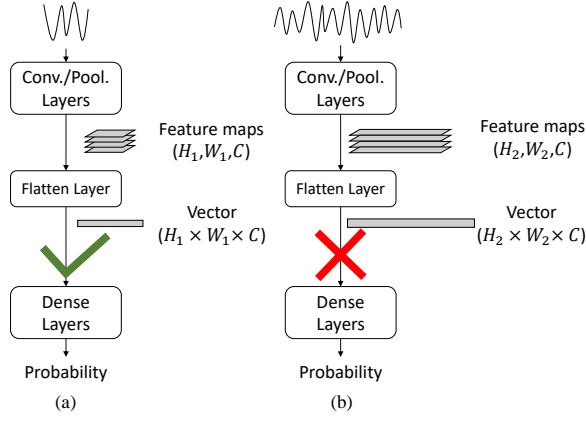 Conv./Pool.
Layers
Feature maps
(H₁,W₁,C)
Flatten Layer
Vector
(H₁ × W₁ × C)
Dense
Layers
Probability
(a)
Conv./Pool.
Layers
Feature maps
(H₂,W₂,C)
Flatten Layer
Vector
(H₂ × W₂ × C)
Dense
Layers
Probability
(b)